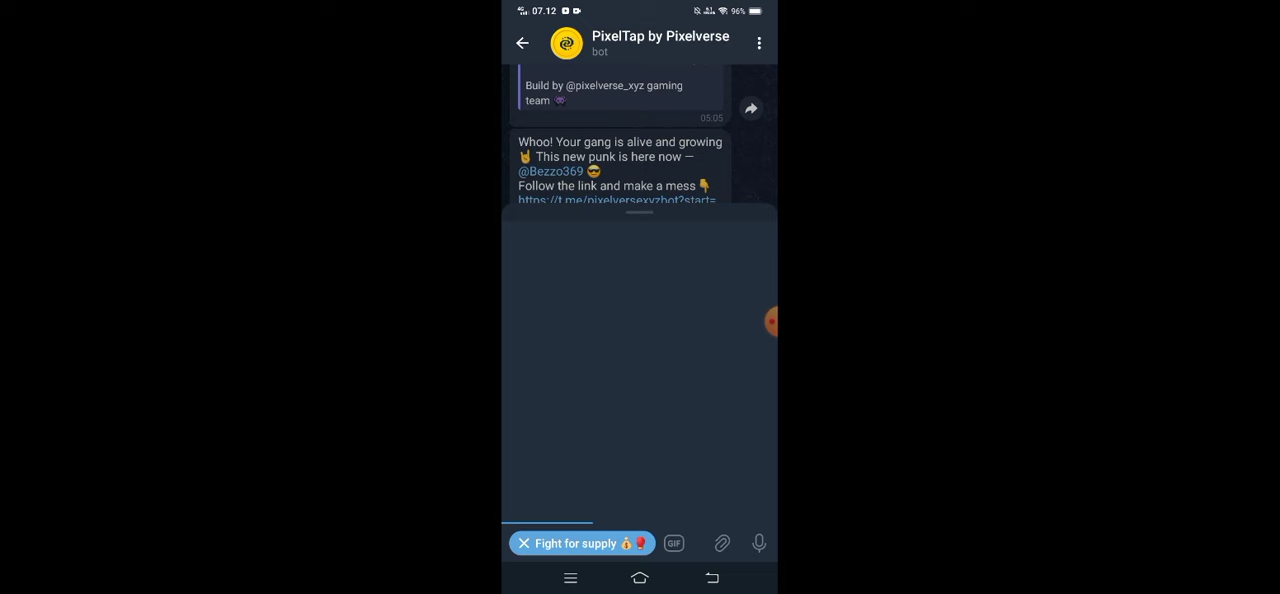 4G 07.12 96%
PixelTap by Pixelverse
bot
Build by @pixelverse_xyz gaming
team 👾
05:05
Whoo! Your gang is alive and growing
🤘 This new punk is here now —
@Bezzo369 😎
Follow the link and make a mess 👇
https://t.me/pixelversexyzbot?start=
Fight for supply 💰🥊
GIF